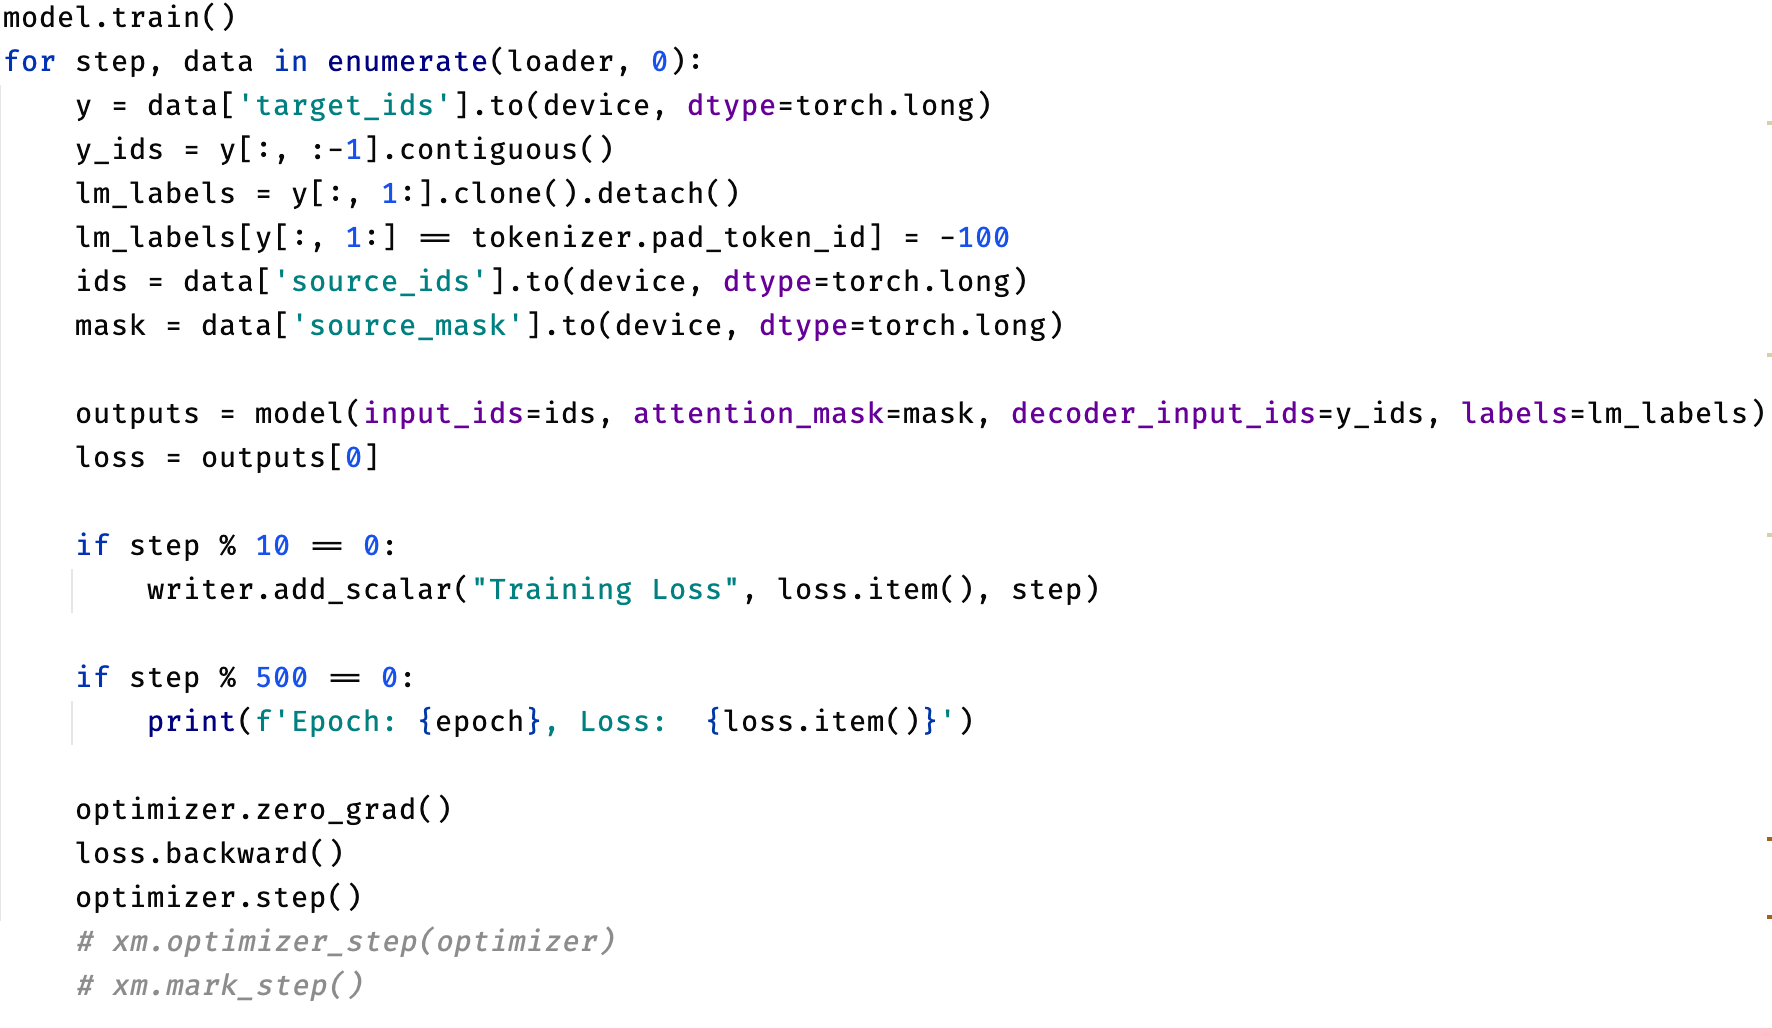 model.train()
for step, data in enumerate(loader, 0):
    y = data['target_ids'].to(device, dtype=torch.long)
    y_ids = y[:, :-1].contiguous()
    lm_labels = y[:, 1:].clone().detach()
    lm_labels[y[:, 1:] == tokenizer.pad_token_id] = -100
    ids = data['source_ids'].to(device, dtype=torch.long)
    mask = data['source_mask'].to(device, dtype=torch.long)

    outputs = model(input_ids=ids, attention_mask=mask, decoder_input_ids=y_ids, labels=lm_labels)
    loss = outputs[0]

    if step % 10 == 0:
        writer.add_scalar("Training Loss", loss.item(), step)

    if step % 500 == 0:
        print(f'Epoch: {epoch}, Loss:  {loss.item()}')

    optimizer.zero_grad()
    loss.backward()
    optimizer.step()
    # xm.optimizer_step(optimizer)
    # xm.mark_step()